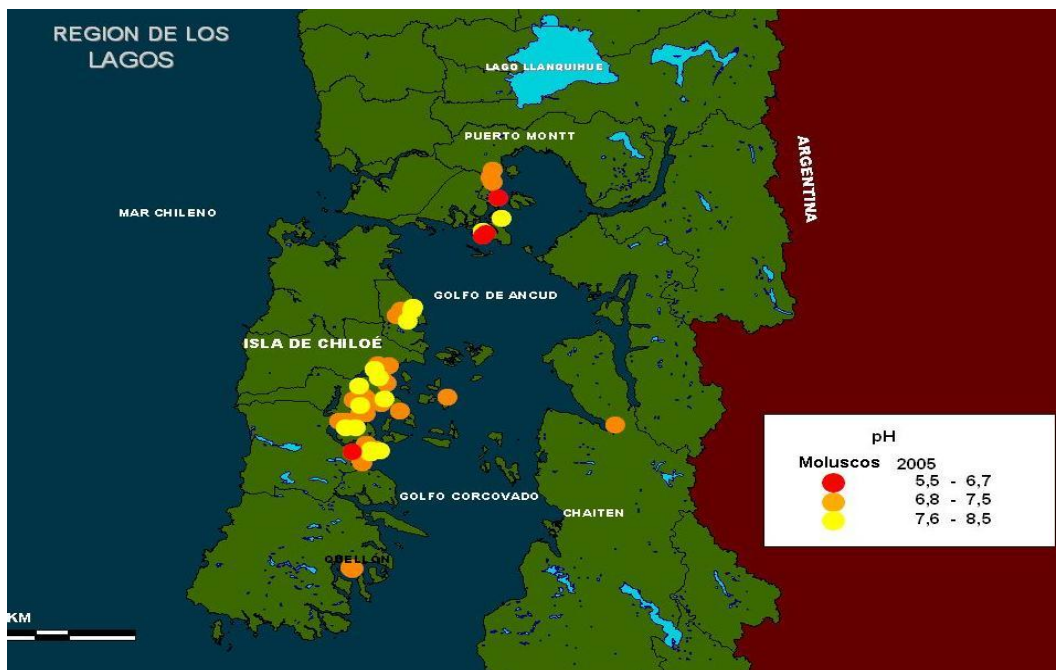 REGION DE LOS
LAGOS
LAGO LLANQUIHUE
PUERTO MONTT
ARGENTINA
MAR CHILENO
GOLFO DE ANCUD
ISLA DE CHILOÉ
GOLFO CORCOVADO
CHAITEN
QUELLÓN
KM
pH
Moluscos 2005
5,5 - 6,7
6,8 - 7,5
7,6 - 8,5